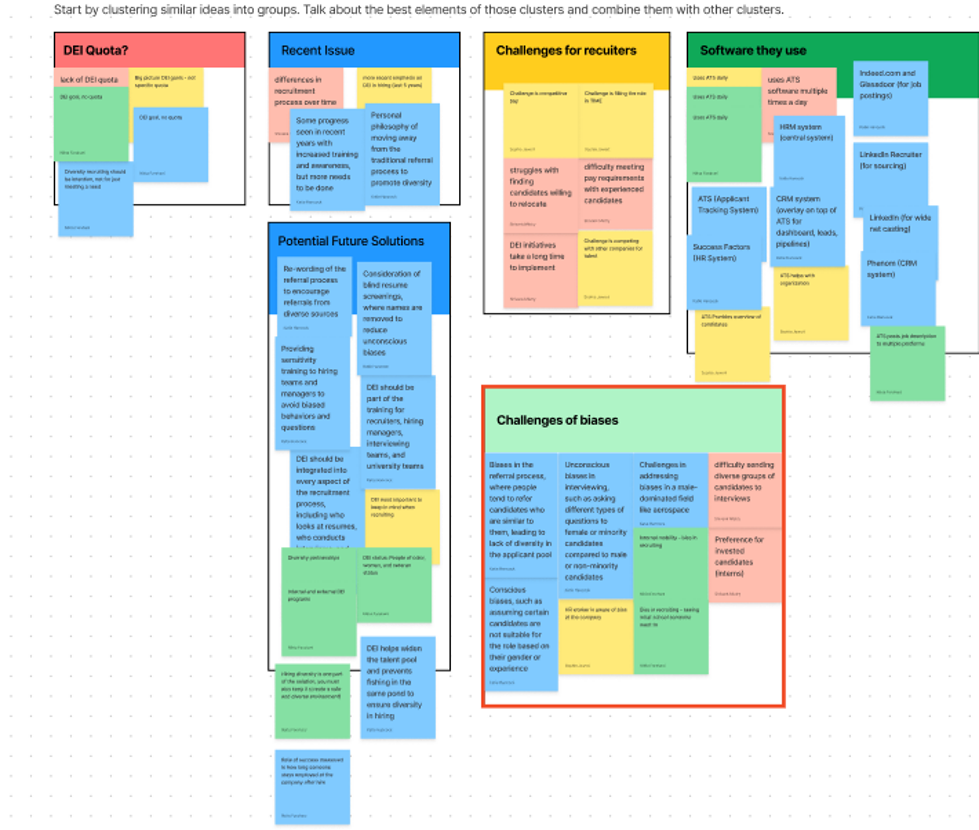 Start by clustering similar ideas into groups. Talk about the best elements of those clusters and combine them with other clusters.
DEI Quota?
lack of DEI quota
Big picture DEI goals - not
specific quota
DEI goal, no quota
DEI goal, no quota
Diversity recruiting should
be intention, not be just
meeting a need
Recent Issue
differences in
recruitment
process over time
more recent emphasis on
DEI in hiring (last 5 years)
Some progress
seen in recent
years with
increased training
and awareness,
but more needs
to be done
Personal
philosophy of
moving away
from the
traditional referral
process to
promote diversity
Potential Future Solutions
Re-wording of the
referral process
to encourage
referrals from
diverse sources
Consideration of
blind resume
screenings,
where names are
removed to
reduce
unconscious
biases
Providing
sensitivity
training to hiring
teams and
managers to
avoid biased
behaviors and
questions
DEI should be
part of the
training for
recruiters, hiring
managers,
interviewing
teams, and
university teams
DEI should be
integrated into
every aspect of
the recruitment
process,
including who
looks at resumes,
who conducts
DEI most important to
keep in mind when
recruiting
Diversity partnerships
Internal and external DEI
programs
DEI status: People of color,
women, and veteran
status
Hiring diversity is one part
of the solution, you must
also keep it (create a safe
and diverse environment)
DEI helps widen
the talent pool
and prevents
fishing in the
same pond to
ensure diversity
in hiring
Rate of success measured
in how long someone
stays employed at the
company after hire
Challenges for recuiters
Challenge is competitive
pay
Challenge is filling the role
in time
struggles with
finding
candidates willing
to relocate
difficulty meeting
pay requirements
with experienced
candidates
DEI initiatives
take a long time
to implement
Challenge is competing
with other companies for
talent
Software they use
Uses ATS daily
Uses ATS daily
Uses ATS daily
uses ATS
software multiple
times a day
Indeed.com and
Glassdoor (for job
postings)
HRM system
(central system)
LinkedIn Recruiter
(for sourcing)
ATS (Applicant
Tracking System)
CRM system
(overlay on top of
ATS for
dashboard, leads,
pipelines)
LinkedIn (for wide
net casting)
Success Factors
(HR System)
Phenom (CRM
system)
ATS helps with
organization
ATS Provides overview of
candidates
ATS posts job description
to multiple platforms
Challenges of biases
Biases in the
referral process,
where people
tend to refer
candidates who
are similar to
them, leading to
lack of diversity in
the applicant pool
Unconscious
biases in
interviewing,
such as asking
different types of
questions to
female or minority
candidates
compared to male
or non-minority
candidates
Challenges in
addressing
biases in a male-
dominated field
like aerospace
difficulty sending
diverse groups of
candidates to
interviews
Internal mobility - bias in
recruiting
Preference for
invested
candidates
(interns)
Conscious
biases, such as
assuming certain
candidates are
not suitable for
the role based on
their gender or
experience
HR worker is aware of bias
at the company
Bias in recruiting - seeing
what school someone
went to